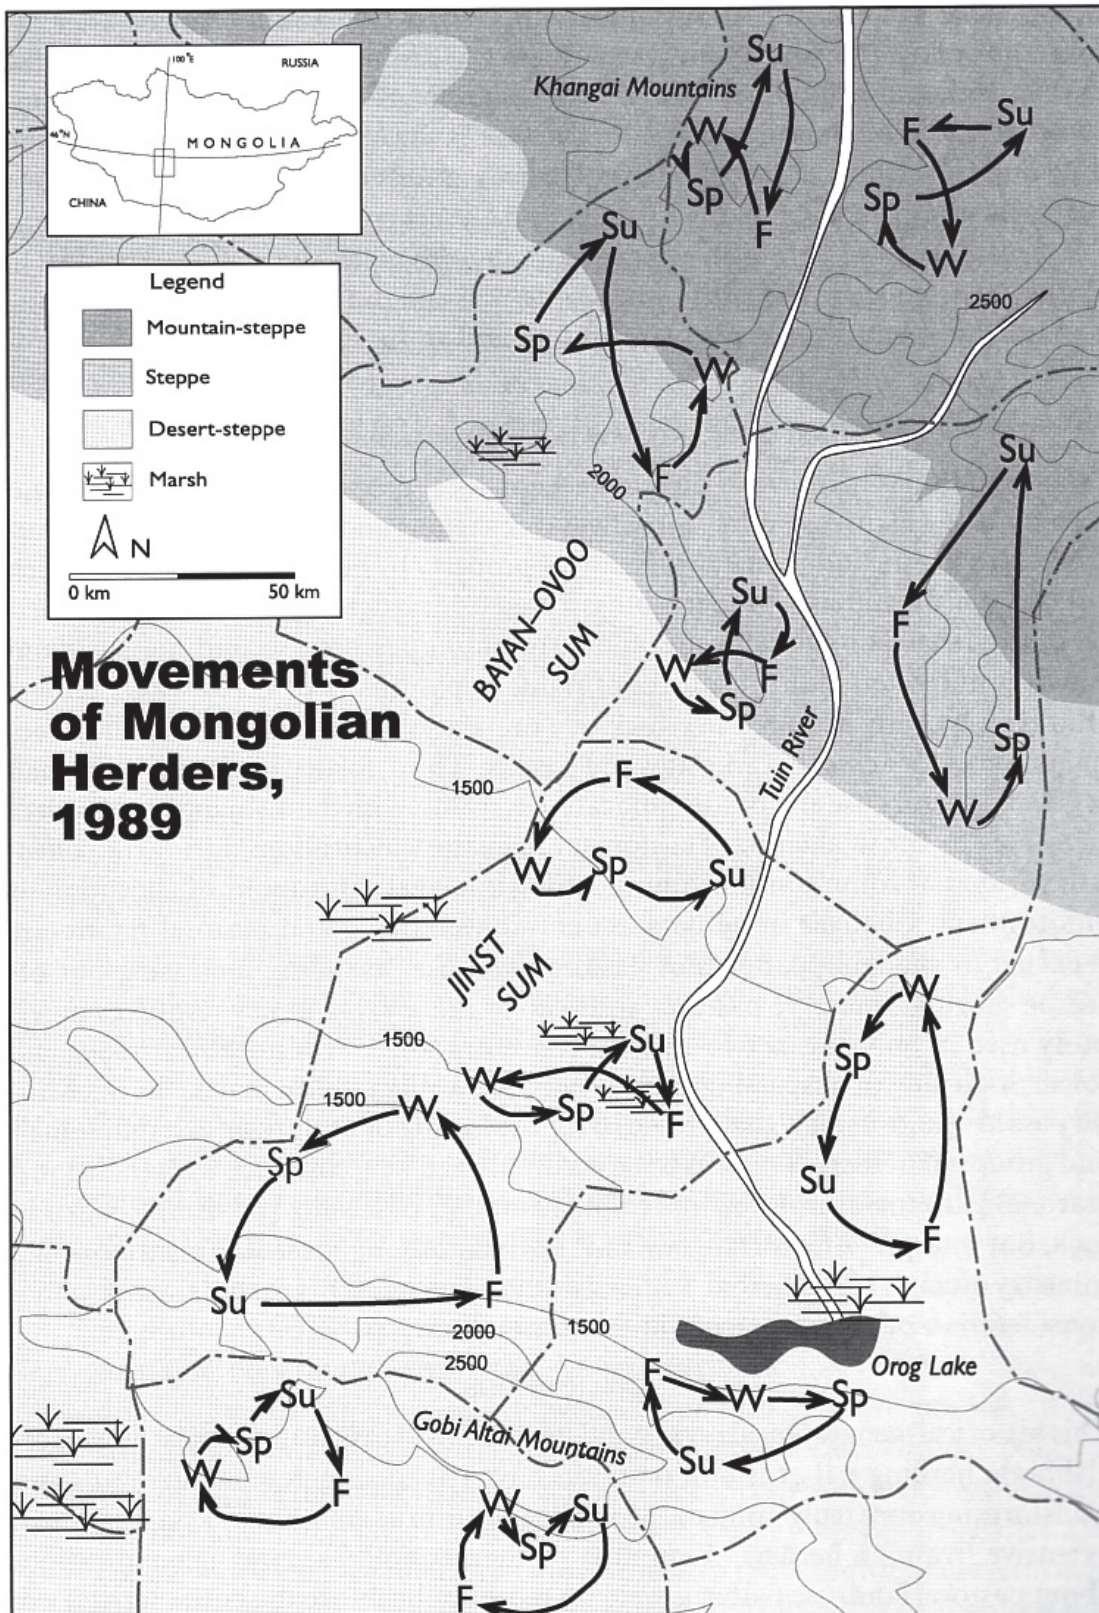 100°E
RUSSIA
46°N
MONGOLIA
CHINA
Legend
Mountain-steppe
Steppe
Desert-steppe
Marsh
N
0 km 50 km
Movements
of Mongolian
Herders,
1989
Khangai Mountains
Su
W
Sp
F
F
Su
Sp
W
2500
Su
Sp
W
F
2000
Su
F
Sp
W
BAYAN-OVOO
SUM
Su
W
F
Sp
Tuin River
1500
F
W
Sp
Su
JINST
SUM
1500
Su
W
Sp
F
W
Sp
Su
F
1500
W
Sp
Su
F
2000
2500
1500
Orog Lake
F
W
Sp
Su
Gobi Altai Mountains
Su
Sp
W
F
W
Su
Sp
F